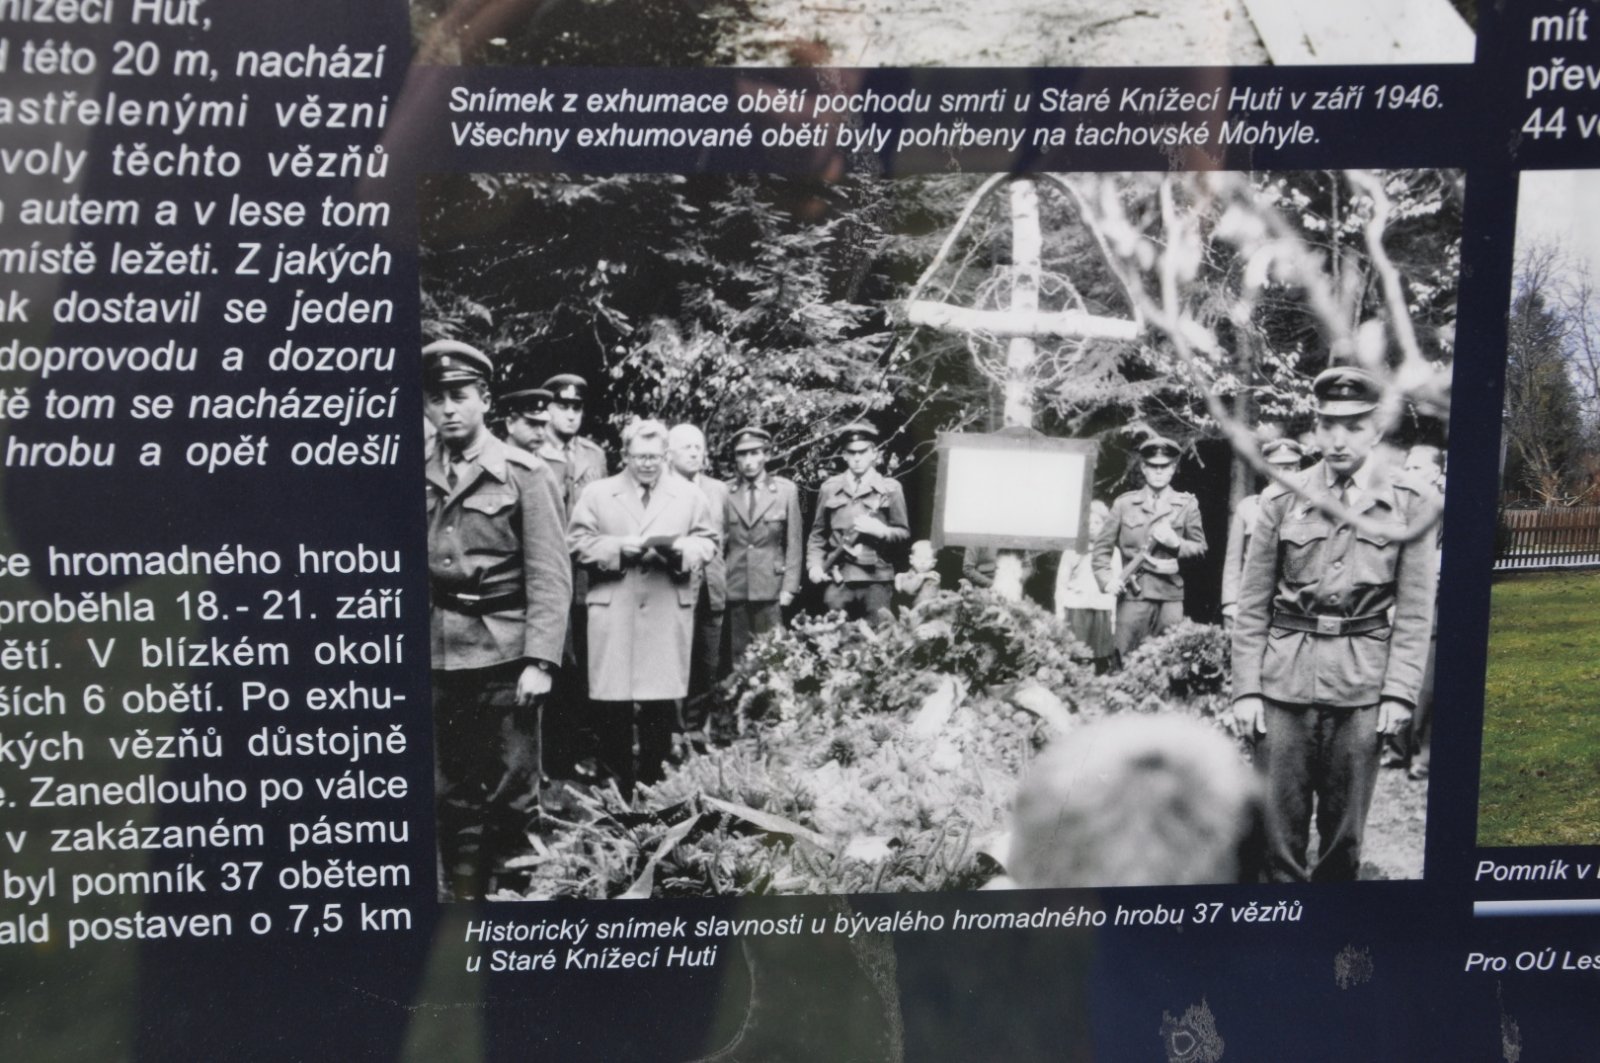 nížecí Huť,
této 20 m, nachází
astřelenými vězni
voly těchto vězňů
autem a v lese tom
místě ležeti. Z jakých
ak dostavil se jeden
doprovodu a dozoru
tě tom se nacházející
hrobu a opět odešli
ce hromadného hrobu
proběhla 18.- 21. září
ětí. V blízkém okolí
ších 6 obětí. Po exhu-
kých vězňů důstojně
e. Zanedlouho po válce
v zakázaném pásmu
byl pomník 37 obětem
ald postaven o 7,5 km
Snímek z exhumace obětí pochodu smrti u Staré Knížecí Huti v září 1946.
Všechny exhumované oběti byly pohřbeny na tachovské Mohyle.
Historický snímek slavnosti u bývalého hromadného hrobu 37 vězňů
u Staré Knížecí Huti
mít
přev
44 v
Pomník v
Pro OÚ Les